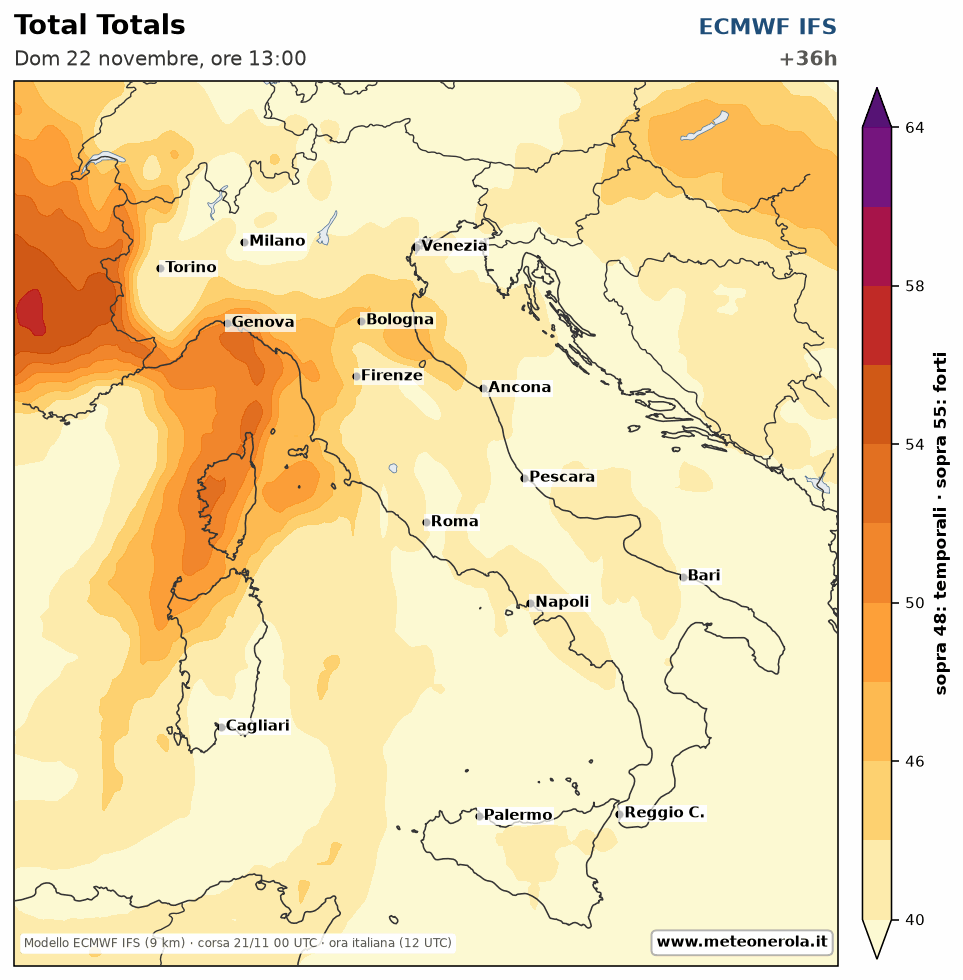 Total Totals
ECMWF IFS
Dom 22 novembre, ore 13:00
+36h
64
58
54
50
46
40
sopra 48: temporali · sopra 55: forti
Milano
Venezia
Torino
Genova
Bologna
Firenze
Ancona
Pescara
Roma
Bari
Napoli
Cagliari
Palermo
Reggio C.
Modello ECMWF IFS (9 km) · corsa 21/11 00 UTC · ora italiana (12 UTC)
www.meteonerola.it